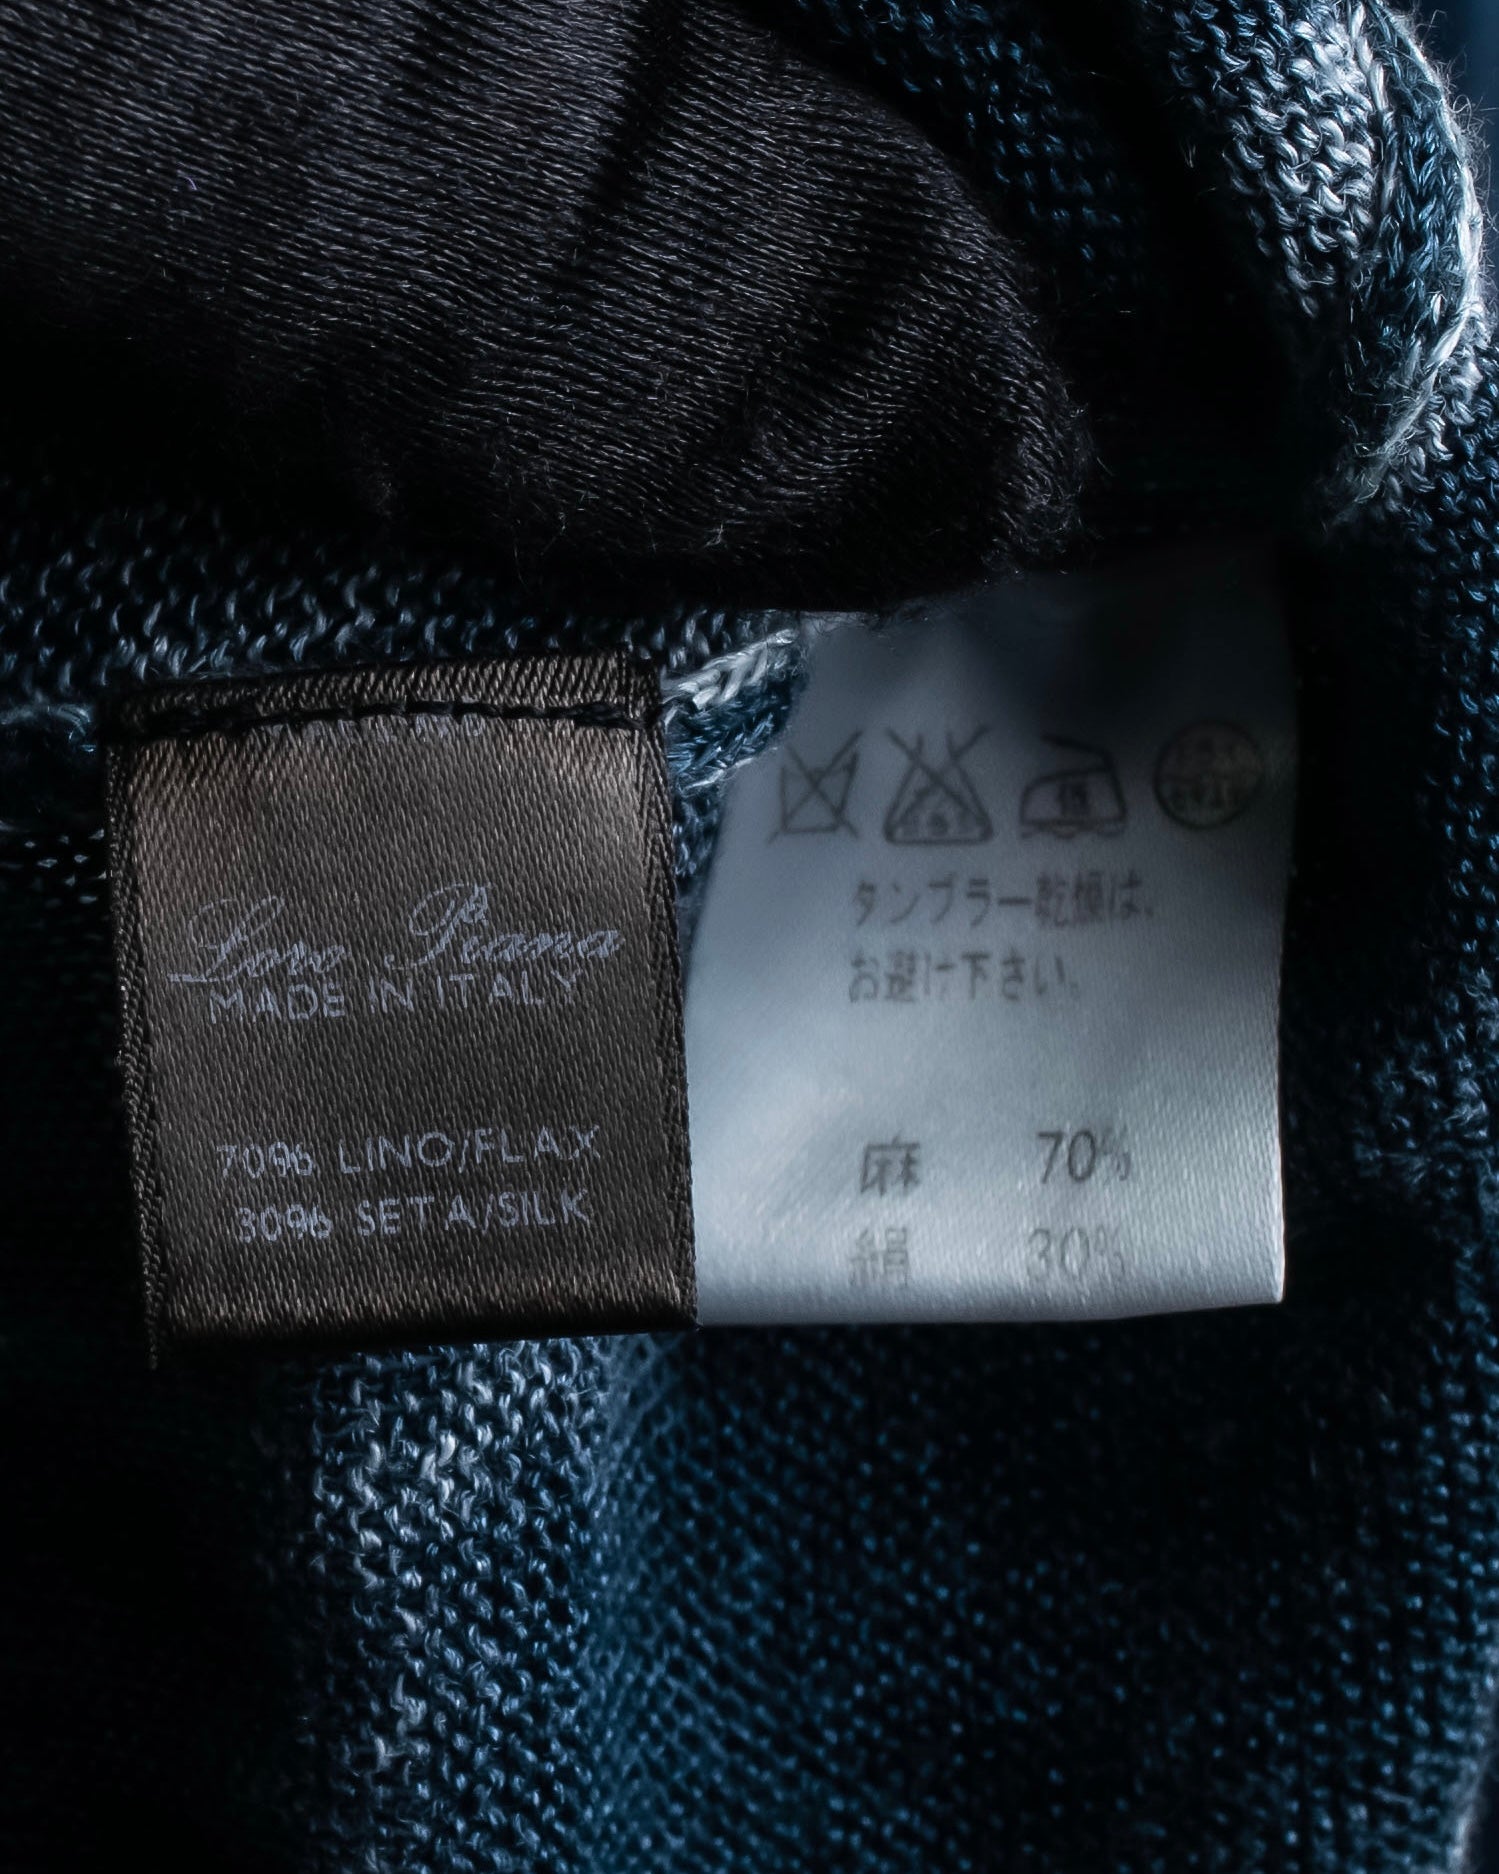 Loro Piana
MADE IN ITALY
70% LINO/FLAX
30% SETA/SILK
タンブラー乾燥は、
お避け下さい。
麻 70%
絹 30%